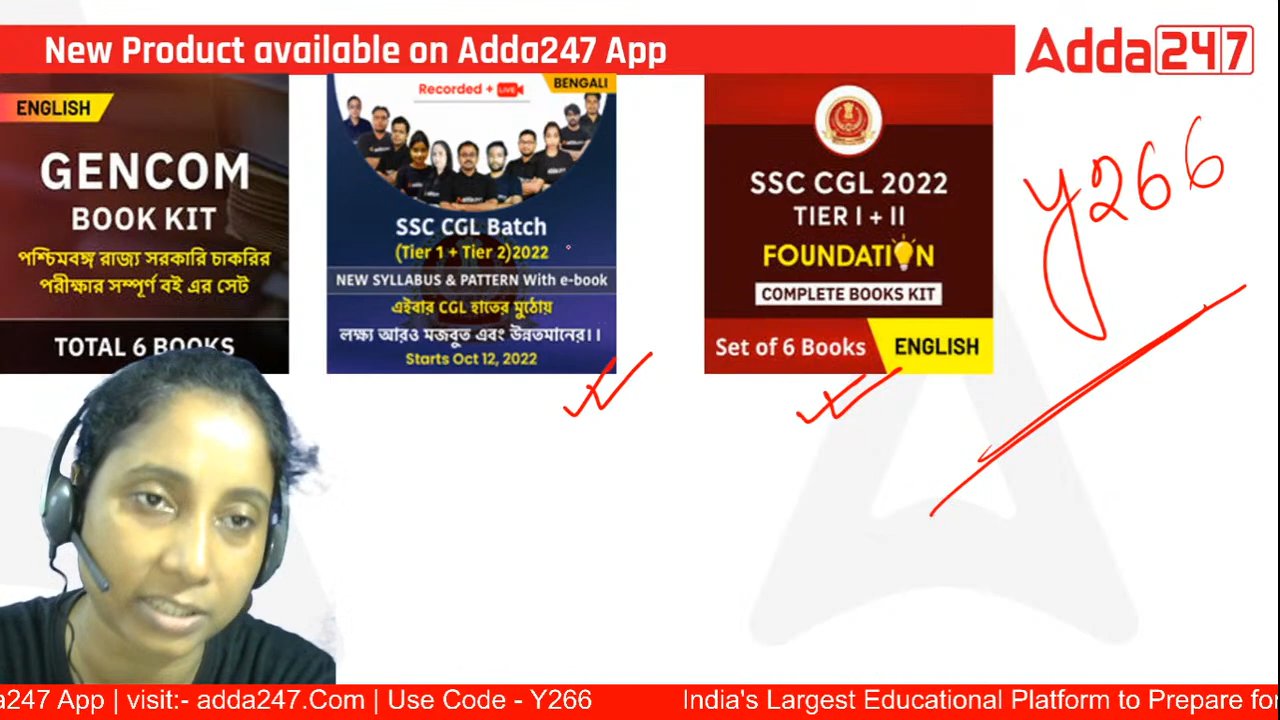 New Product available on Adda247 App
Adda247
ENGLISH
GENCOM
BOOK KIT
পশ্চিমবঙ্গ রাজ্য সরকারি চাকরির
পরীক্ষার সম্পূর্ণ বই এর সেট
TOTAL 6 BOOKS
Recorded + LIVE
BENGALI
SSC CGL Batch
(Tier 1 + Tier 2)2022
NEW SYLLABUS & PATTERN With e-book
এইবার CGL হাতের মুঠোয়
লক্ষ্য আরও মজবুত এবং উন্নতমানের।।
Starts Oct 12, 2022
SSC CGL 2022
TIER I + II
FOUNDATION
COMPLETE BOOKS KIT
Set of 6 Books
ENGLISH
y266
a247 App | visit:- adda247.Com | Use Code - Y266 India's Largest Educational Platform to Prepare fo